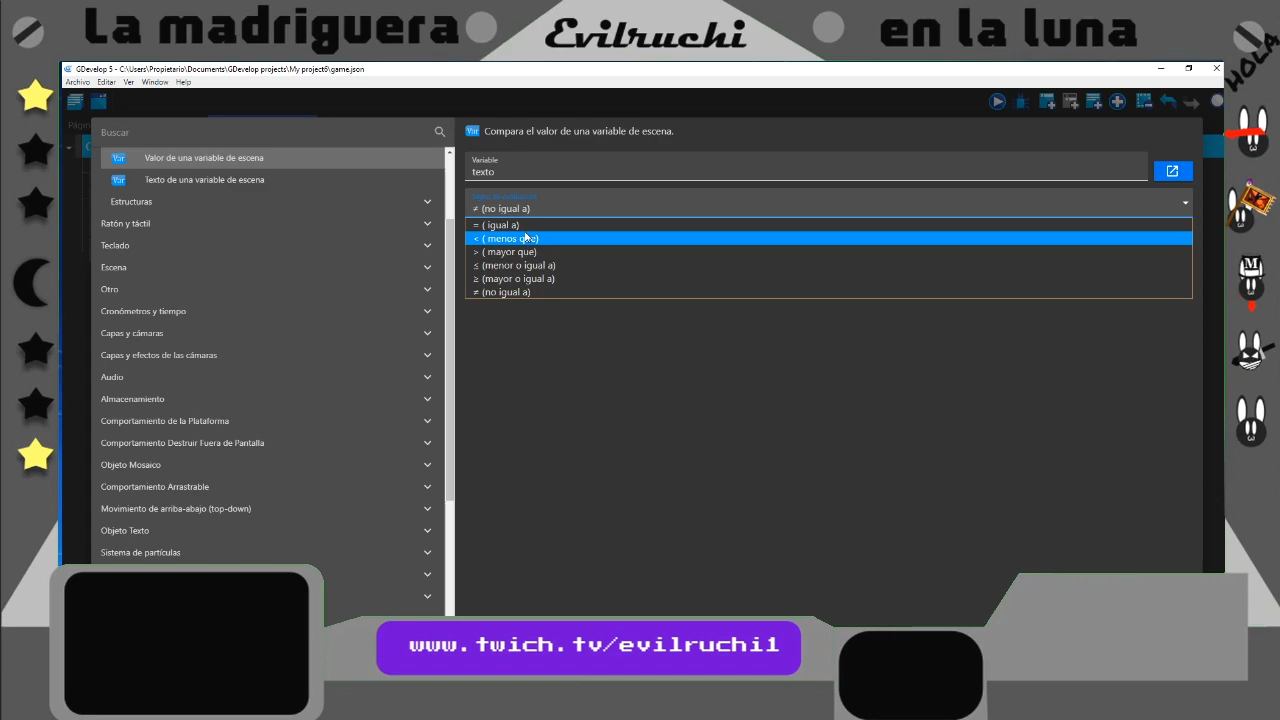 La madriguera
Evilruchi
en la luna
HOLA
GDevelop 5 - C:\Users\Propietario\Documents\GDevelop projects\My project6\game.json
Archivo Editar Ver Window Help
Buscar
Var Valor de una variable de escena
Var Texto de una variable de escena
Estructuras
Ratón y táctil
Teclado
Escena
Otro
Cronómetros y tiempo
Capas y cámaras
Capas y efectos de las cámaras
Audio
Almacenamiento
Comportamiento de la Plataforma
Comportamiento Destruir Fuera de Pantalla
Objeto Mosaico
Comportamiento Arrastrable
Movimiento de arriba-abajo (top-down)
Objeto Texto
Sistema de partículas
Var Compara el valor de una variable de escena.
Variable
texto
≠ (no igual a)
= ( igual a)
< ( menos que)
> ( mayor que)
≤ (menor o igual a)
≥ (mayor o igual a)
≠ (no igual a)
M
www.twich.tv/evilruchi1